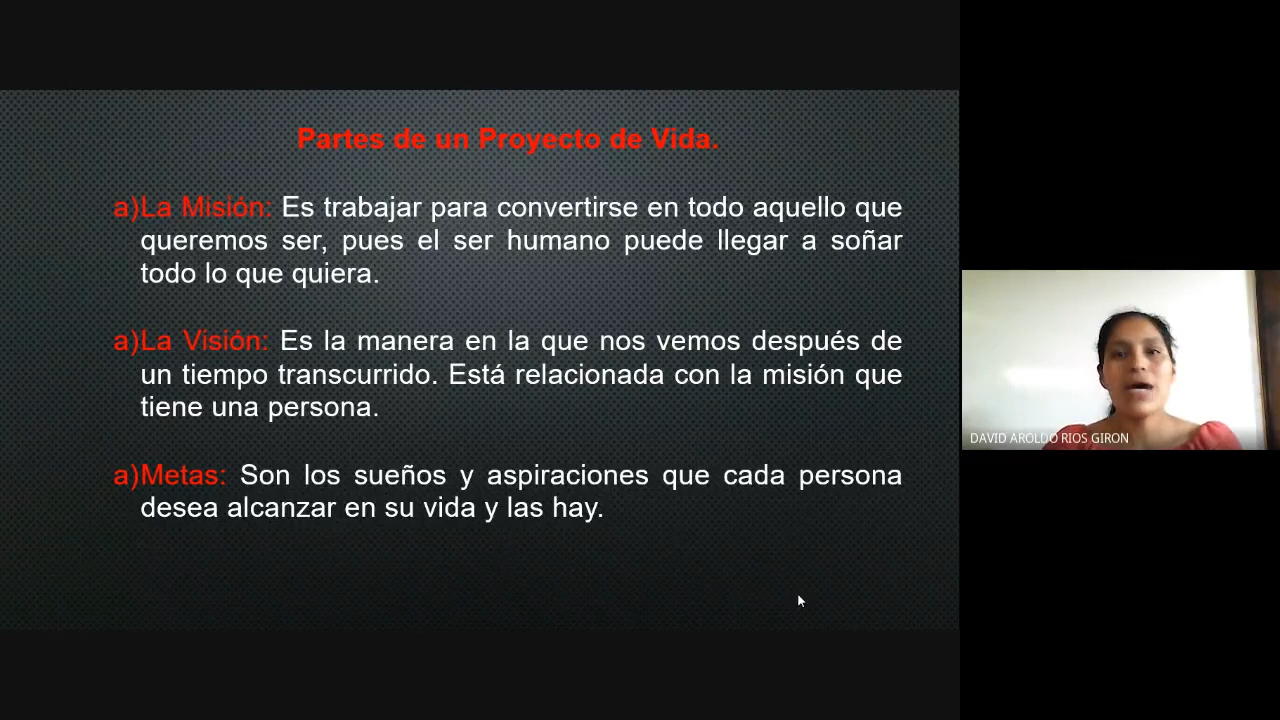 Partes de un Proyecto de Vida.
a)La Misión: Es trabajar para convertirse en todo aquello que
queremos ser, pues el ser humano puede llegar a soñar
todo lo que quiera.
a)La Visión: Es la manera en la que nos vemos después de
un tiempo transcurrido. Está relacionada con la misión que
tiene una persona.
a)Metas: Son los sueños y aspiraciones que cada persona
desea alcanzar en su vida y las hay.
DAVID AROLDO RIOS GIRON